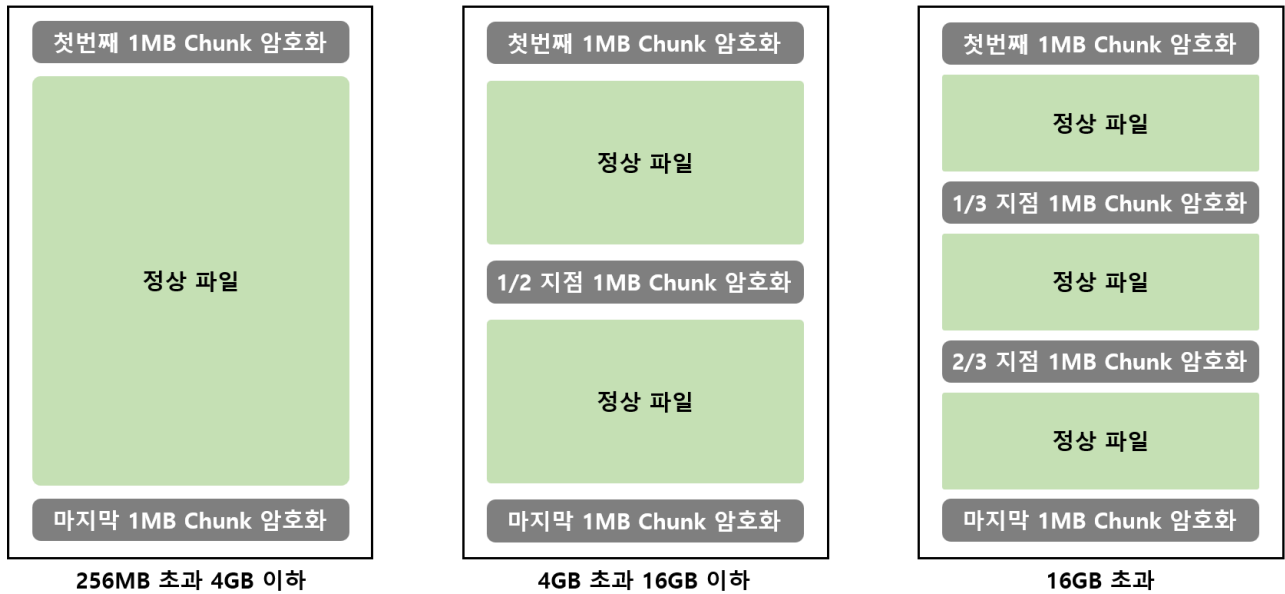 첫번째 1MB Chunk 암호화
정상 파일
마지막 1MB Chunk 암호화
256MB 초과 4GB 이하
첫번째 1MB Chunk 암호화
정상 파일
1/2 지점 1MB Chunk 암호화
정상 파일
마지막 1MB Chunk 암호화
4GB 초과 16GB 이하
첫번째 1MB Chunk 암호화
정상 파일
1/3 지점 1MB Chunk 암호화
정상 파일
2/3 지점 1MB Chunk 암호화
정상 파일
마지막 1MB Chunk 암호화
16GB 초과